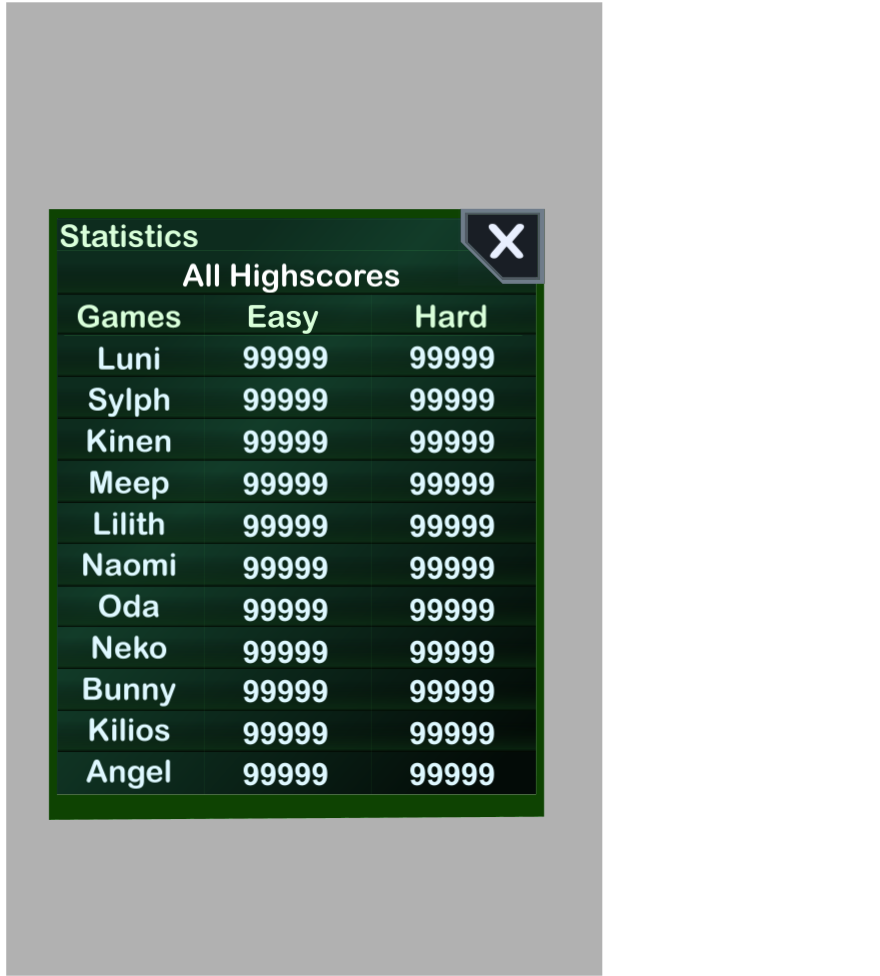 Statistics
X
All Highscores
Games Easy Hard
Luni 99999 99999
Sylph 99999 99999
Kinen 99999 99999
Meep 99999 99999
Lilith 99999 99999
Naomi 99999 99999
Oda 99999 99999
Neko 99999 99999
Bunny 99999 99999
Kilios 99999 99999
Angel 99999 99999